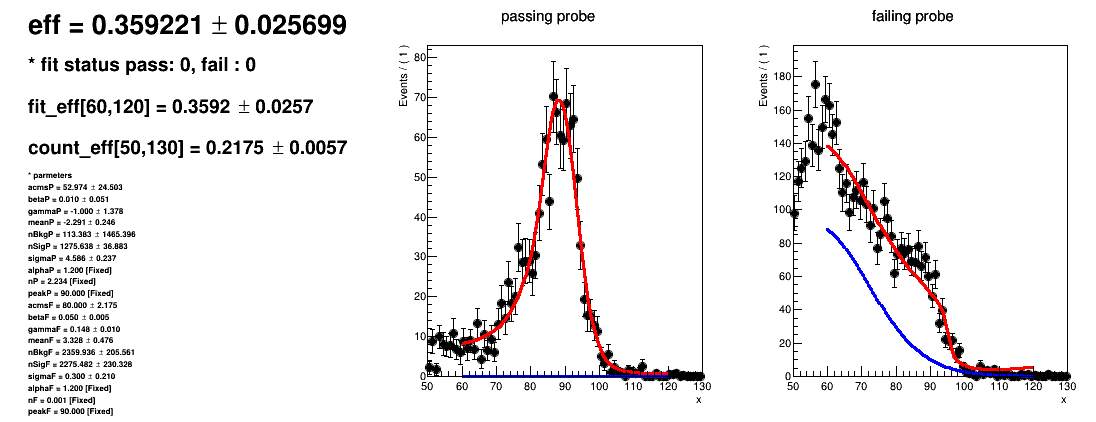 eff = 0.359221 ± 0.025699
* fit status pass: 0, fail : 0
fit_eff[60,120] = 0.3592 ± 0.0257
count_eff[50,130] = 0.2175 ± 0.0057
* parmeters
acmsP = 52.974 ± 24.503
betaP = 0.010 ± 0.051
gammaP = -1.000 ± 1.378
meanP = -2.291 ± 0.246
nBkgP = 113.383 ± 1465.396
nSigP = 1275.638 ± 36.883
sigmaP = 4.586 ± 0.237
alphaP = 1.200 [Fixed]
nP = 2.234 [Fixed]
peakP = 90.000 [Fixed]
acmsF = 80.000 ± 2.175
betaF = 0.050 ± 0.005
gammaF = 0.148 ± 0.010
meanF = 3.328 ± 0.476
nBkgF = 2359.936 ± 205.561
nSigF = 2275.482 ± 230.328
sigmaF = 0.300 ± 0.210
alphaF = 1.200 [Fixed]
nF = 0.001 [Fixed]
peakF = 90.000 [Fixed]
passing probe
Events / ( 1 )
80
70
60
50
40
30
20
10
0
50 60 70 80 90 100 110 120 130
x
failing probe
Events / ( 1 )
180
160
140
120
100
80
60
40
20
0
50 60 70 80 90 100 110 120 130
x